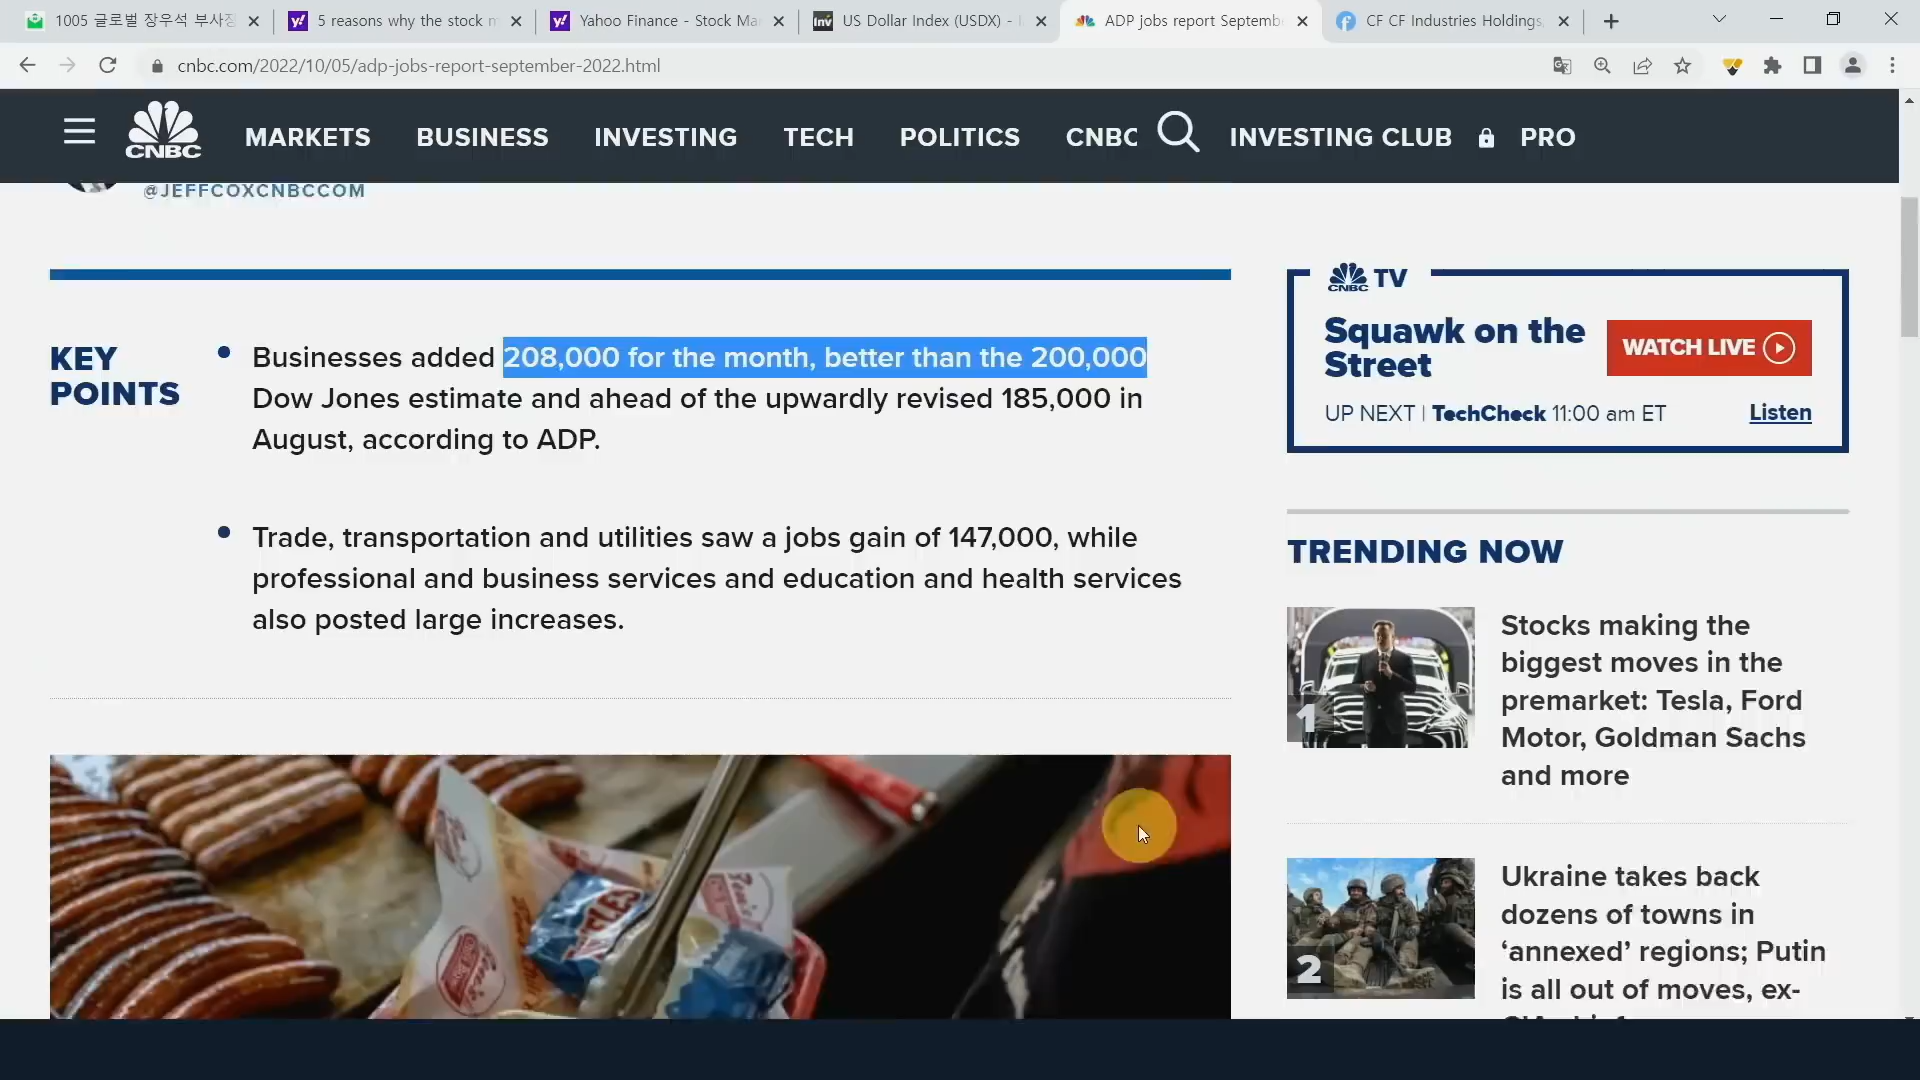 1005 글로벌 장우석 부사장
5 reasons why the stock m
Yahoo Finance - Stock Ma
US Dollar Index (USDX) - I
ADP jobs report Septemb
CF CF Industries Holdings,
cnbc.com/2022/10/05/adp-jobs-report-september-2022.html
CNBC
MARKETS BUSINESS INVESTING TECH POLITICS CNBC INVESTING CLUB PRO
@JEFFCOXCNBCCOM
KEY
POINTS
Businesses added 208,000 for the month, better than the 200,000
Dow Jones estimate and ahead of the upwardly revised 185,000 in
August, according to ADP.
Trade, transportation and utilities saw a jobs gain of 147,000, while
professional and business services and education and health services
also posted large increases.
CNBC TV
Squawk on the
Street
WATCH LIVE
UP NEXT | TechCheck 11:00 am ET
Listen
TRENDING NOW
1
Stocks making the
biggest moves in the
premarket: Tesla, Ford
Motor, Goldman Sachs
and more
2
Ukraine takes back
dozens of towns in
‘annexed’ regions; Putin
is all out of moves, ex-